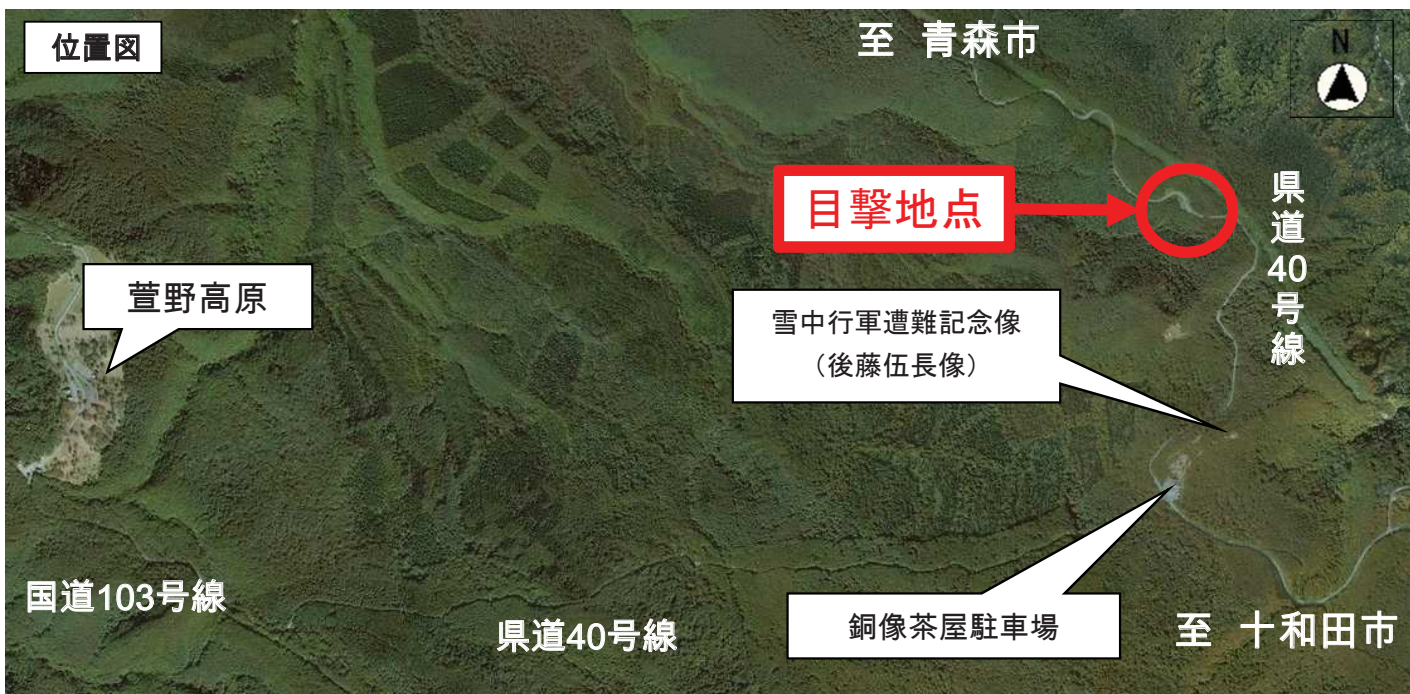 位置図
至 青森市
N
目撃地点
県道40号線
萱野高原
雪中行軍遭難記念像
（後藤伍長像）
国道103号線
県道40号線
銅像茶屋駐車場
至 十和田市